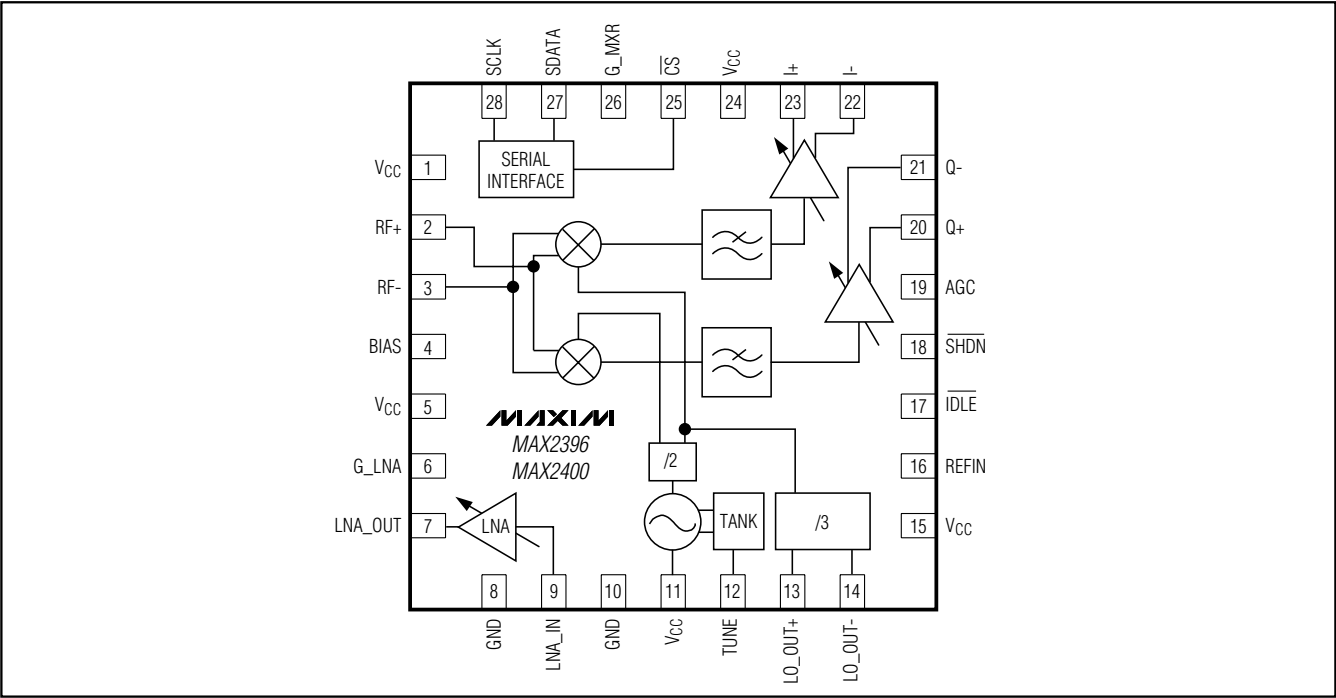 SCLK
SDATA
G_MXR
CS
VCC
I+
I-
28
27
26
25
24
23
22
SERIAL
INTERFACE
VCC 1
RF+ 2
RF- 3
BIAS 4
VCC 5
G_LNA 6
LNA_OUT 7
21 Q-
20 Q+
19 AGC
18 SHDN
17 IDLE
16 REFIN
15 VCC
MAXIM
MAX2396
MAX2400
/2
LNA
TANK
/3
8
9
10
11
12
13
14
GND
LNA_IN
GND
VCC
TUNE
LO_OUT+
LO_OUT-